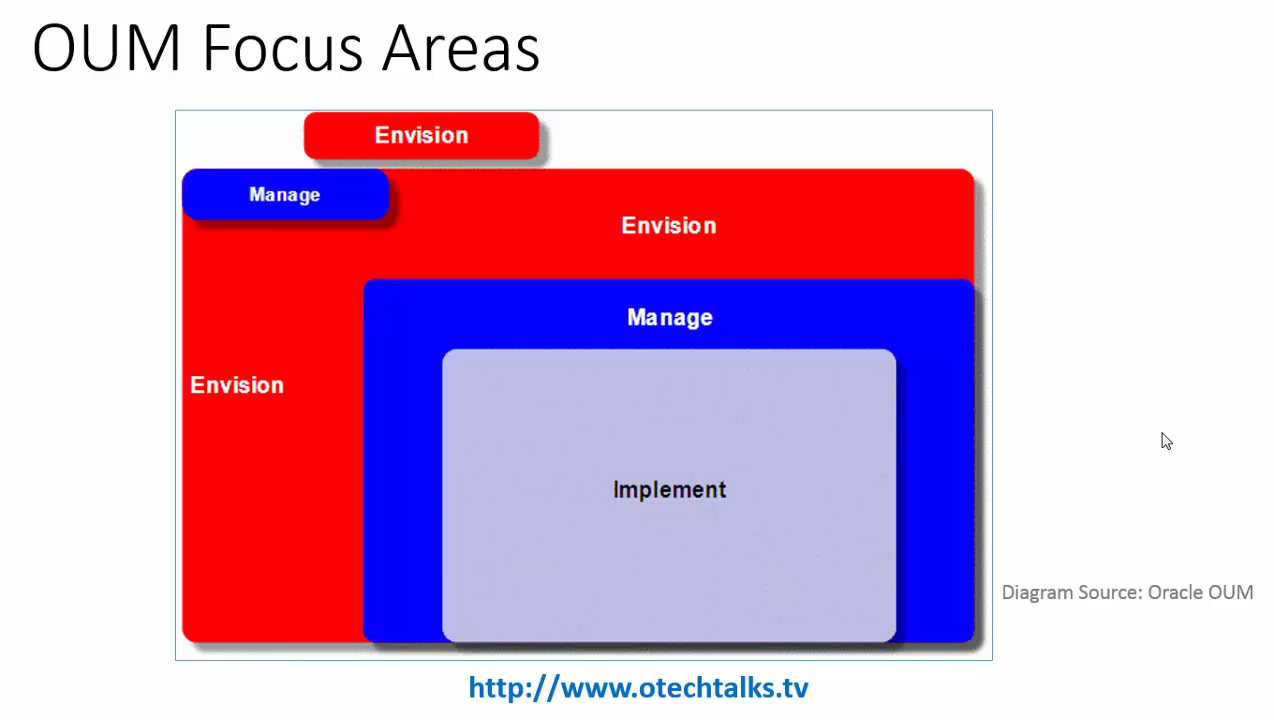 OUM Focus Areas
Envision
Manage
Envision
Manage
Envision
Implement
Diagram Source: Oracle OUM
http://www.otechtalks.tv